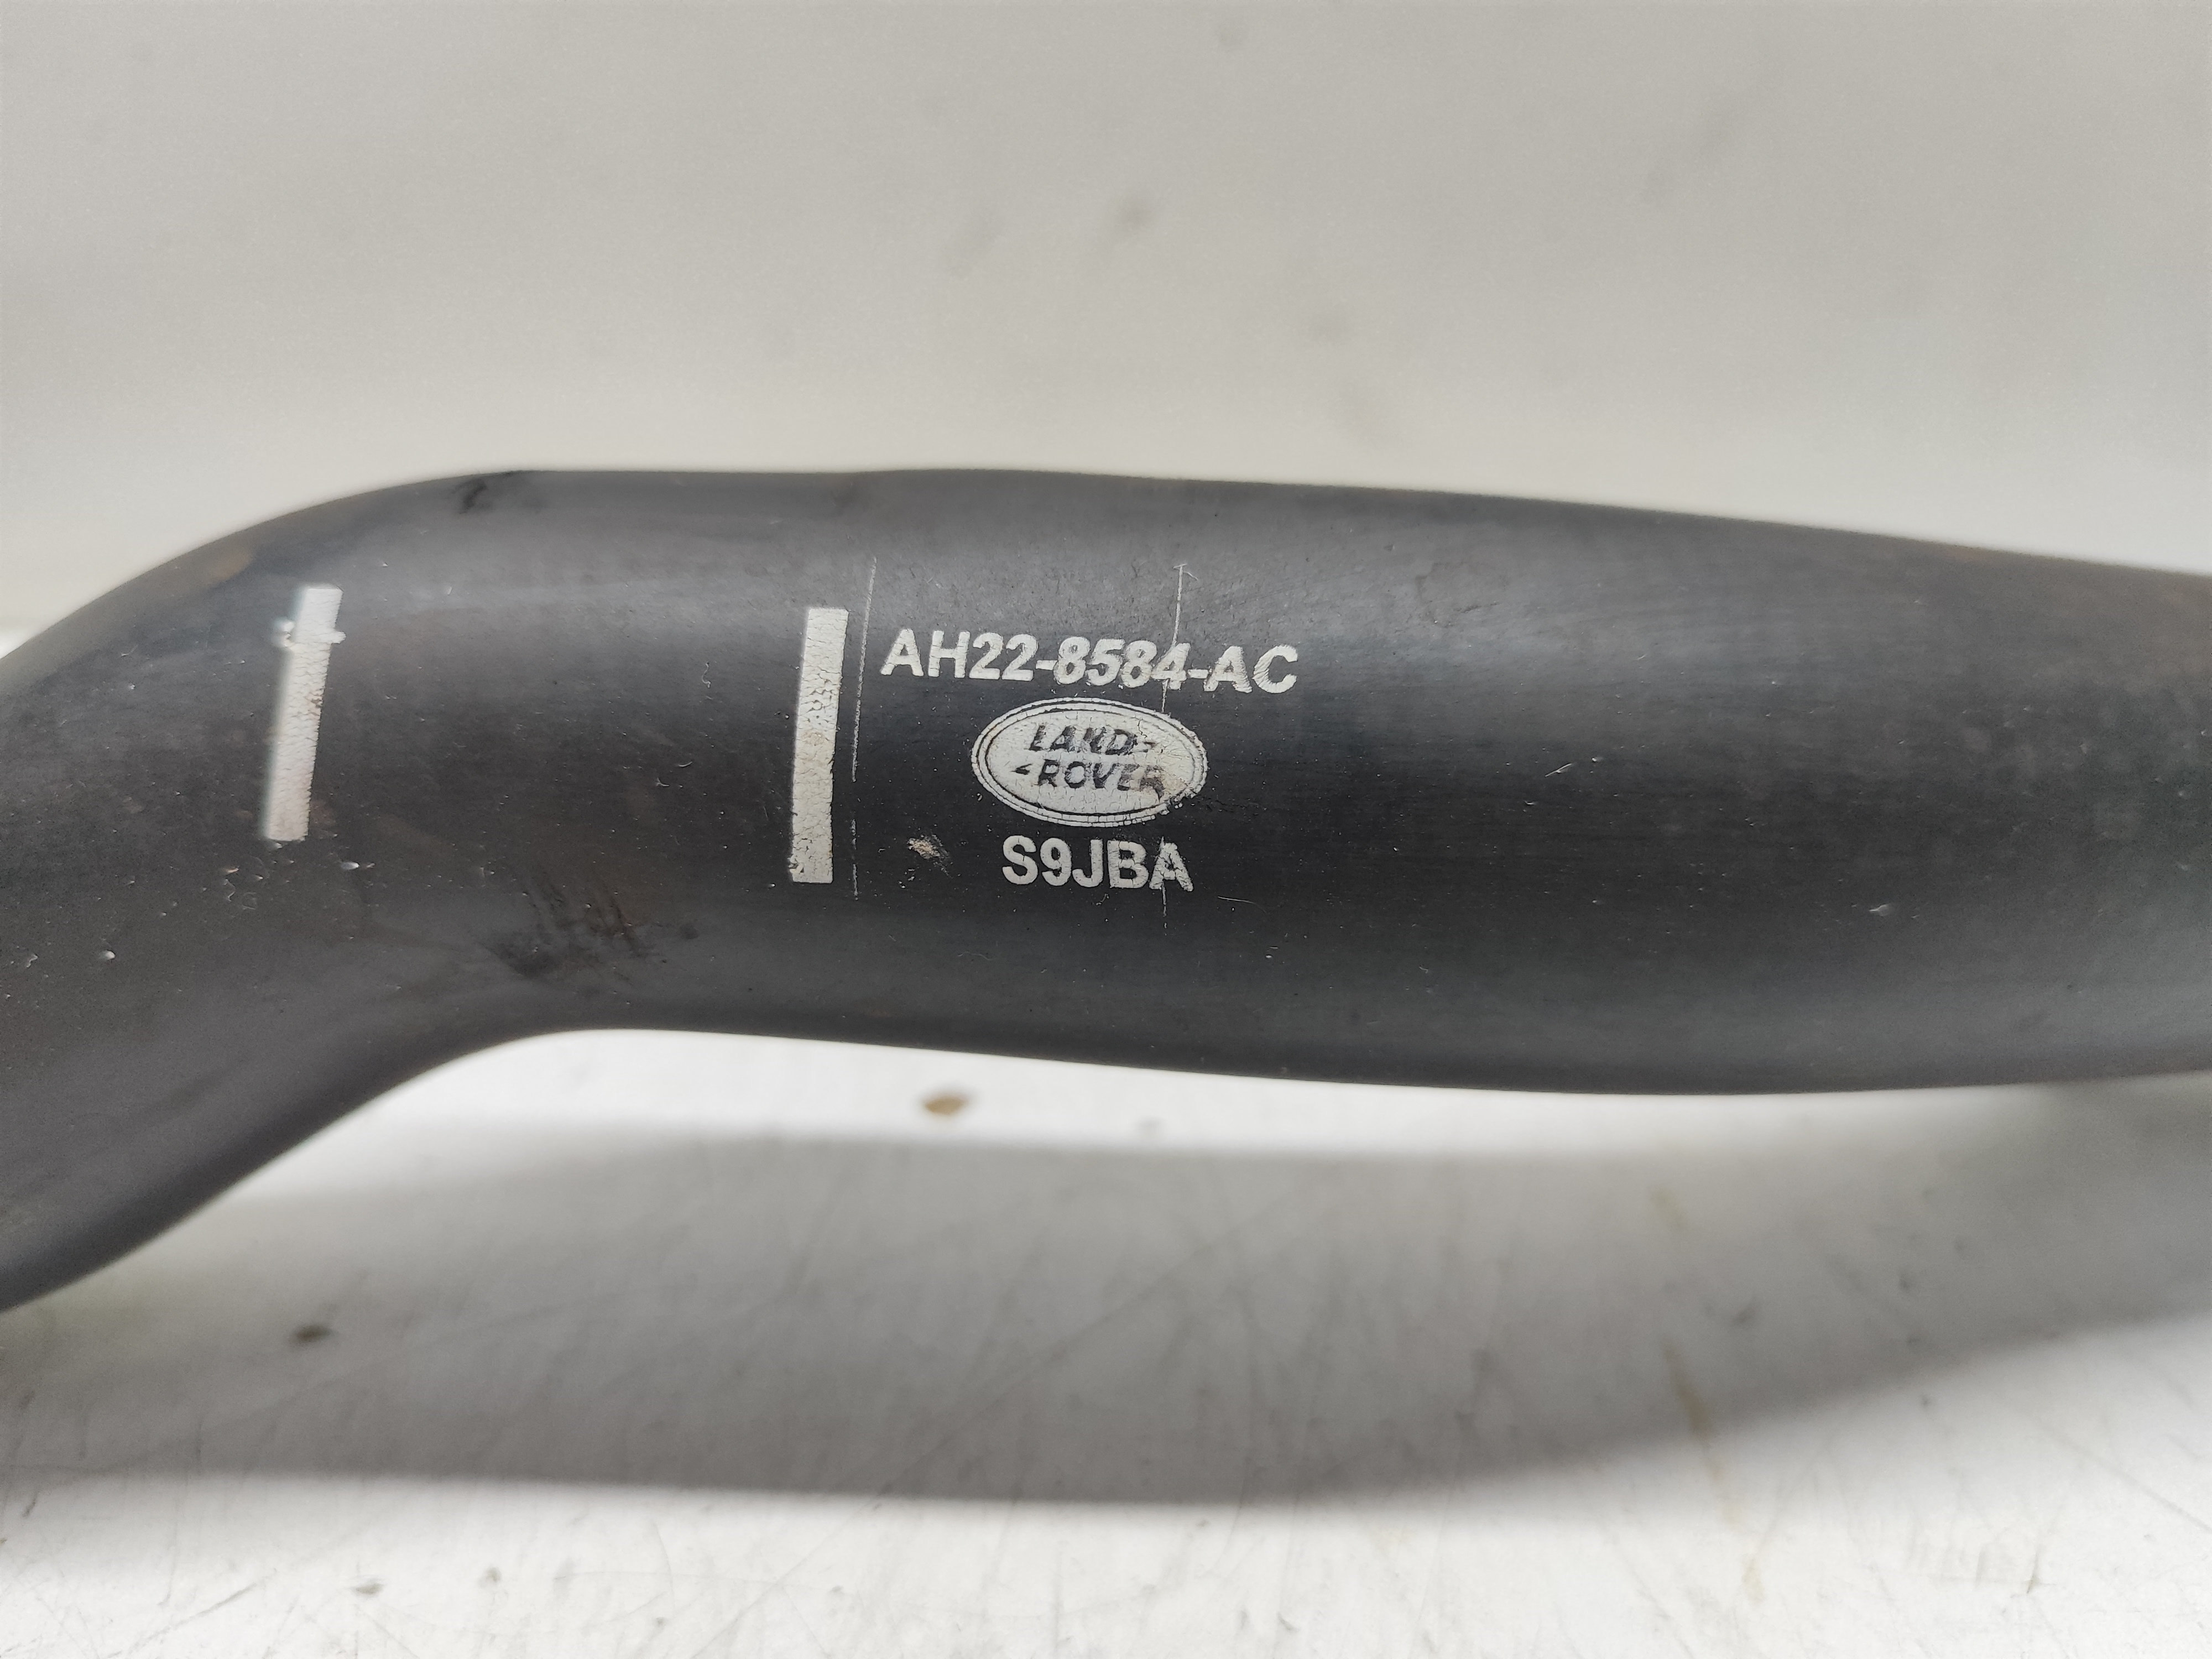 AH22-8584-AC
LAND
ROVER
S9JBA